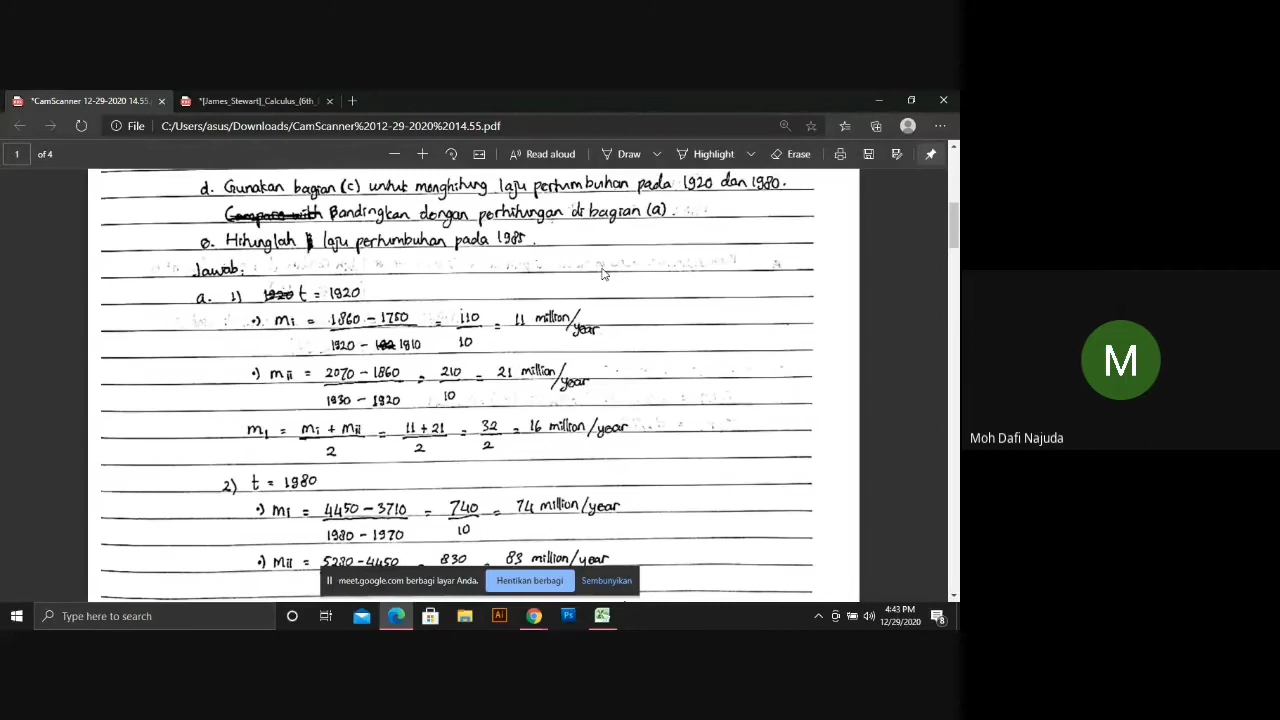 *CamScanner 12-29-2020 14.55.
*[James_Stewart]_Calculus_(6th_
File
C:/Users/asus/Downloads/CamScanner%2012-29-2020%2014.55.pdf
1 of 4
Read aloud
Draw
Highlight
Erase
d. Gunakan bagian (c) untuk menghitung laju pertumbuhan pada 1920 dan 1980.
Bandingkan dengan perhitungan di bagian (a).
e. Hitunglah laju pertumbuhan pada 1985.
Jawab:
a. 1) t = 1920
•) mi = 1860 - 1750 / 1920 - 1910 = 110 / 10 = 11 million/year
•) mii = 2070 - 1860 / 1930 - 1920 = 210 / 10 = 21 million/year
m1 = mi + mii / 2 = 11 + 21 / 2 = 32 / 2 = 16 million/year
2) t = 1980
•) mi = 4450 - 3710 / 1980 - 1970 = 740 / 10 = 74 million/year
•) mii = 5280 - 4450 = 830 = 83 million/year
meet.google.com berbagi layar Anda.
Hentikan berbagi
Sembunyikan
Type here to search
Ai
Ps
4:43 PM
12/29/2020
8
M
Moh Dafi Najuda